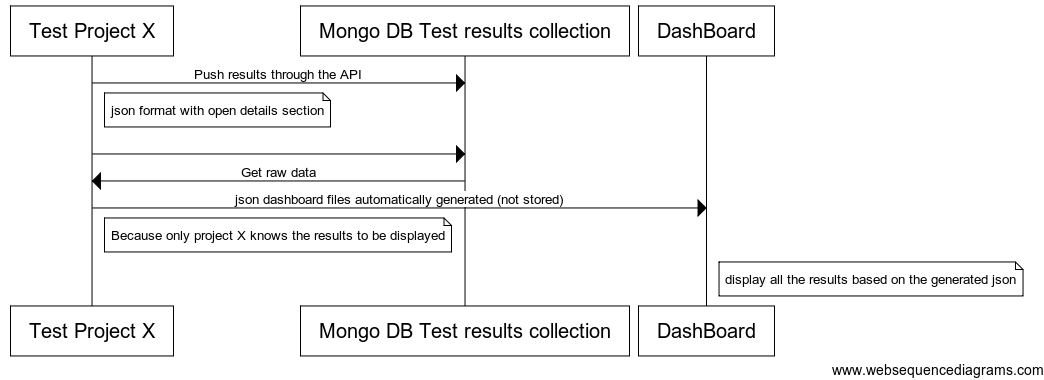 Test Project X
Mongo DB Test results collection
DashBoard
Push results through the API
json format with open details section
Get raw data
json dashboard files automatically generated (not stored)
Because only project X knows the results to be displayed
display all the results based on the generated json
Test Project X
Mongo DB Test results collection
DashBoard
www.websequencediagrams.com